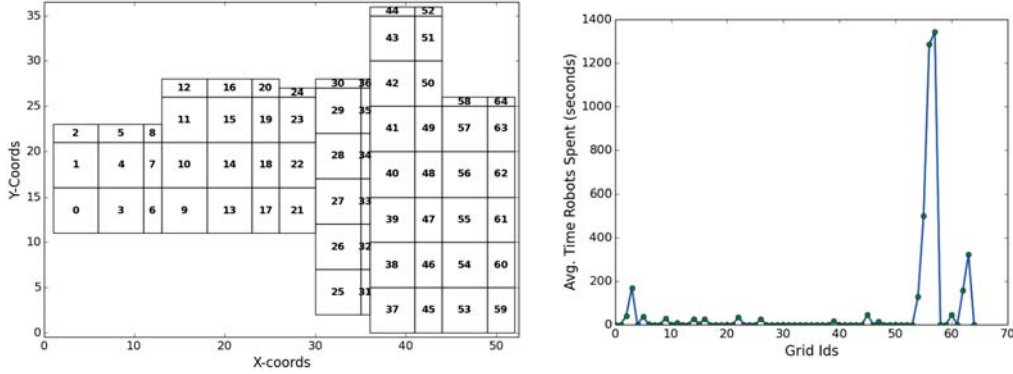 44 52
35
43 51
30
42 50
12 16 20 30 36
24
58 64
25
11 15 19 23 29 35 41 49 57 63
2 5 8
20
1 4 7 10 14 18 22 28 34 40 48 56 62
15
0 3 6 9 13 17 21 27 33 39 47 55 61
10
26 32 38 46 54 60
5
25 31 37 45 53 59
0
0 10 20 30 40 50
X-coords
Y-Coords
1400
1200
1000
800
600
400
200
0
0 10 20 30 40 50 60 70
Grid Ids
Avg. Time Robots Spent (seconds)